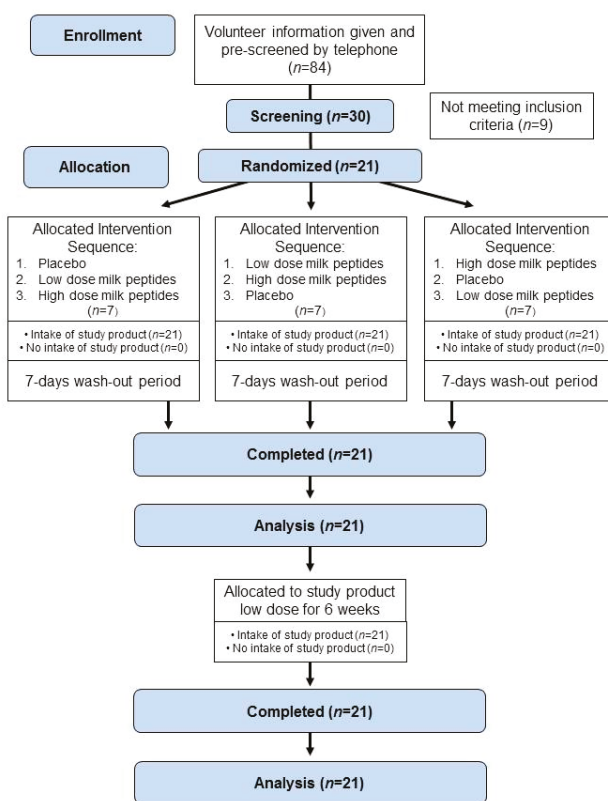 Enrollment
Volunteer information given and
pre-screened by telephone
(n=84)
Screening (n=30)
Not meeting inclusion
criteria (n=9)
Allocation
Randomized (n=21)
Allocated Intervention
Sequence:
1. Placebo
2. Low dose milk peptides
3. High dose milk peptides
(n=7)
• Intake of study product (n=21)
• No intake of study product (n=0)
7-days wash-out period
Allocated Intervention
Sequence:
1. Low dose milk peptides
2. High dose milk peptides
3. Placebo
(n=7)
• Intake of study product (n=21)
• No intake of study product (n=0)
7-days wash-out period
Allocated Intervention
Sequence:
1. High dose milk peptides
2. Placebo
3. Low dose milk peptides
(n=7)
• Intake of study product (n=21)
• No intake of study product (n=0)
7-days wash-out period
Completed (n=21)
Analysis (n=21)
Allocated to study product
low dose for 6 weeks
• Intake of study product (n=21)
• No intake of study product (n=0)
Completed (n=21)
Analysis (n=21)